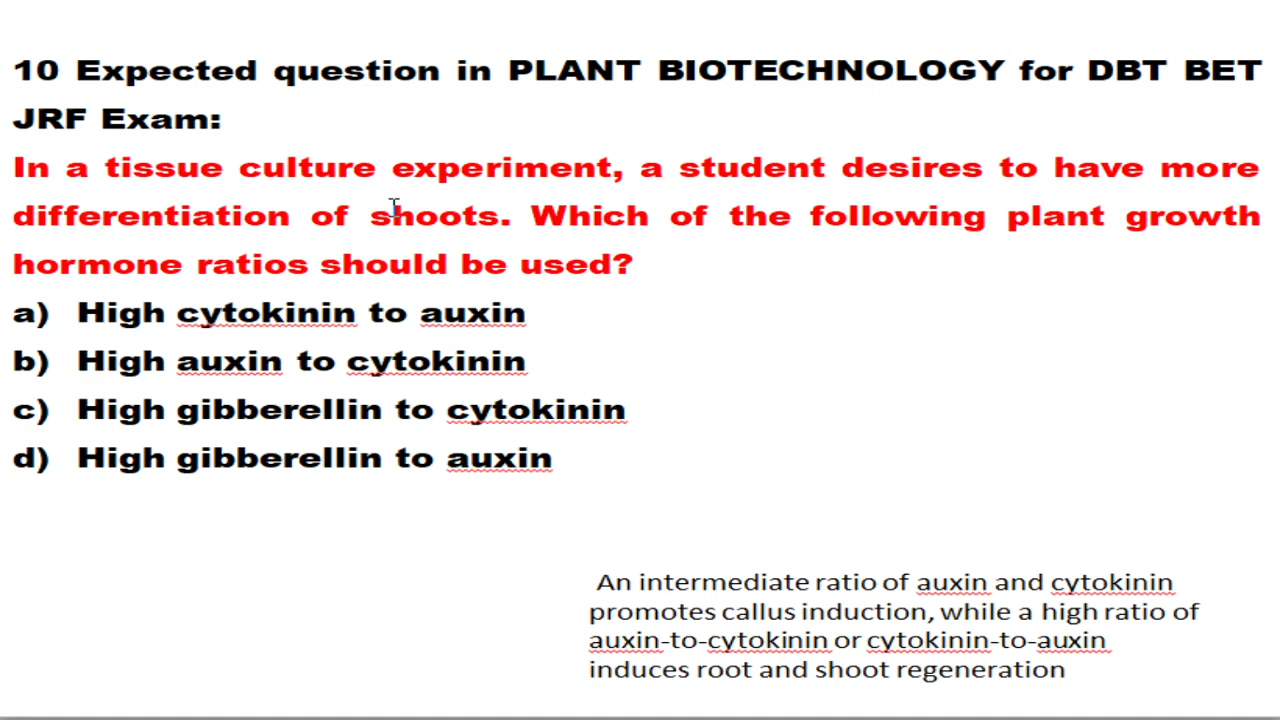 10 Expected question in PLANT BIOTECHNOLOGY for DBT BET
JRF Exam:
In a tissue culture experiment, a student desires to have more
differentiation of shoots. Which of the following plant growth
hormone ratios should be used?
a) High cytokinin to auxin
b) High auxin to cytokinin
c) High gibberellin to cytokinin
d) High gibberellin to auxin
An intermediate ratio of auxin and cytokinin
promotes callus induction, while a high ratio of
auxin-to-cytokinin or cytokinin-to-auxin
induces root and shoot regeneration